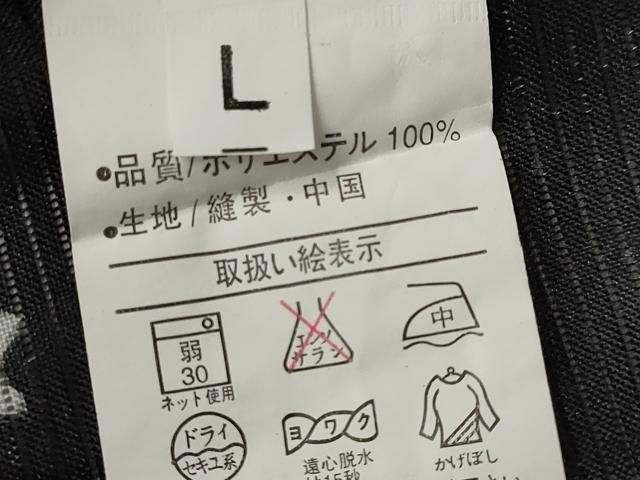 L
●品質/ポリエステル 100%
●生地/縫製・中国
取扱い絵表示
弱
30
ネット使用
エンソ
サラシ
中
ドライ
セキユ系
ヨワク
遠心脱水
かげぼし